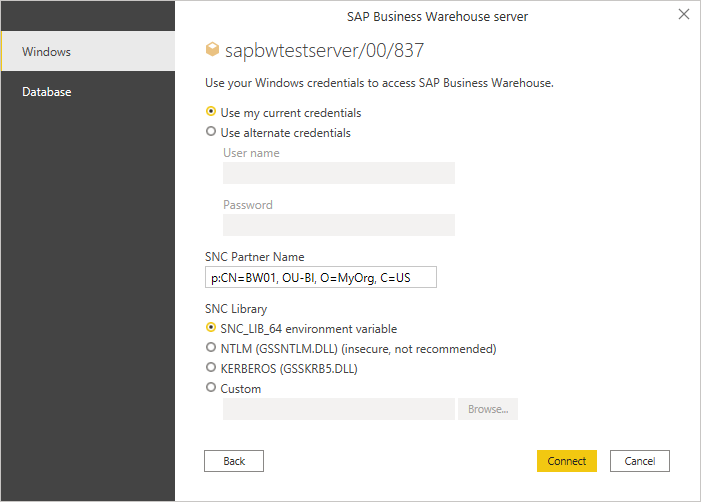 SAP Business Warehouse server
Windows
Database
sapbwtestserver/00/837
Use your Windows credentials to access SAP Business Warehouse.
Use my current credentials
Use alternate credentials
User name
Password
SNC Partner Name
p:CN=BW01, OU-BI, O=MyOrg, C=US
SNC Library
SNC_LIB_64 environment variable
NTLM (GSSNTLM.DLL) (insecure, not recommended)
KERBEROS (GSSKRB5.DLL)
Custom
Browse...
Back
Connect
Cancel